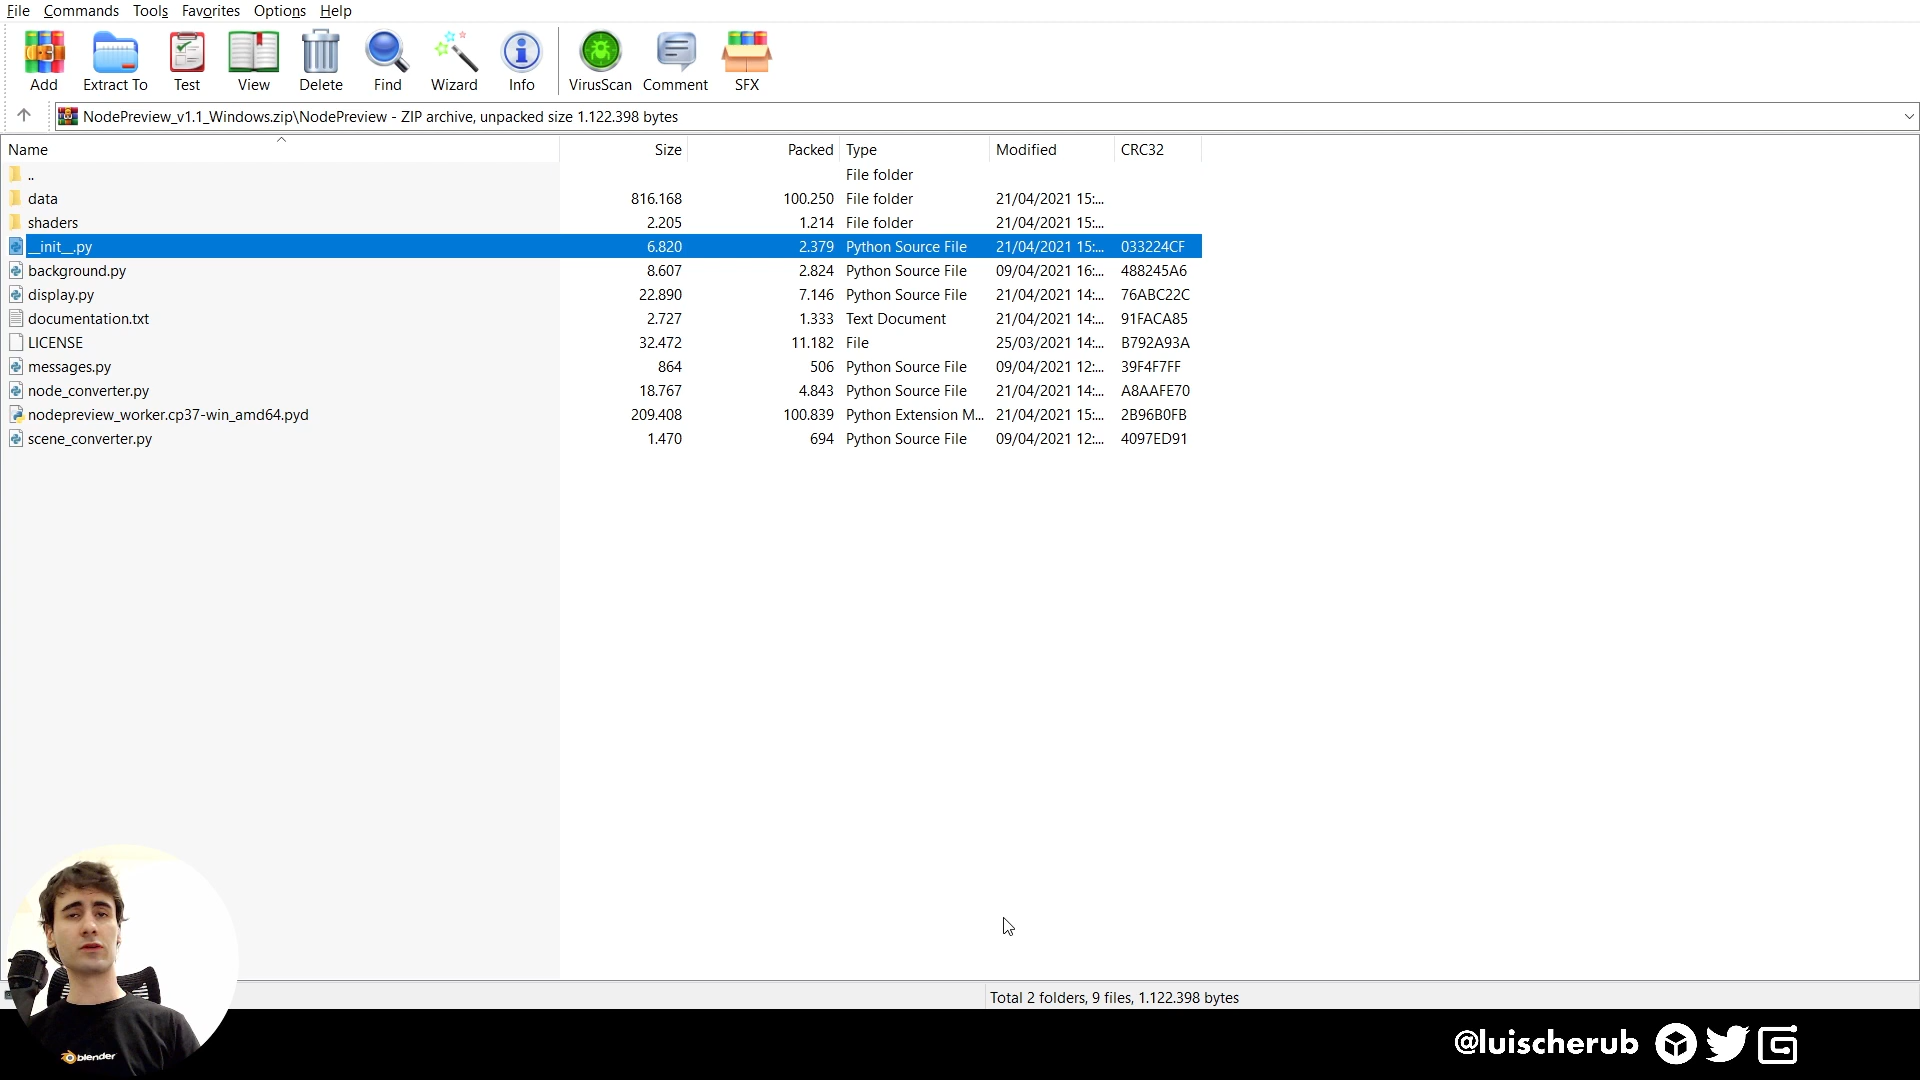 File Commands Tools Favorites Options Help
Add Extract To Test View Delete Find Wizard Info VirusScan Comment SFX
NodePreview_v1.1_Windows.zip\NodePreview - ZIP archive, unpacked size 1.122.398 bytes
Name Size Packed Type Modified CRC32
.. File folder
data 816.168 100.250 File folder 21/04/2021 15:...
shaders 2.205 1.214 File folder 21/04/2021 15:...
__init__.py 6.820 2.379 Python Source File 21/04/2021 15:... 033224CF
background.py 8.607 2.824 Python Source File 09/04/2021 16:... 488245A6
display.py 22.890 7.146 Python Source File 21/04/2021 14:... 76ABC22C
documentation.txt 2.727 1.333 Text Document 21/04/2021 14:... 91FACA85
LICENSE 32.472 11.182 File 25/03/2021 14:... B792A93A
messages.py 864 506 Python Source File 09/04/2021 12:... 39F4F7FF
node_converter.py 18.767 4.843 Python Source File 21/04/2021 14:... A8AAFE70
nodepreview_worker.cp37-win_amd64.pyd 209.408 100.839 Python Extension M... 21/04/2021 15:... 2B96B0FB
scene_converter.py 1.470 694 Python Source File 09/04/2021 12:... 4097ED91
Total 2 folders, 9 files, 1.122.398 bytes
blender
@luischerub